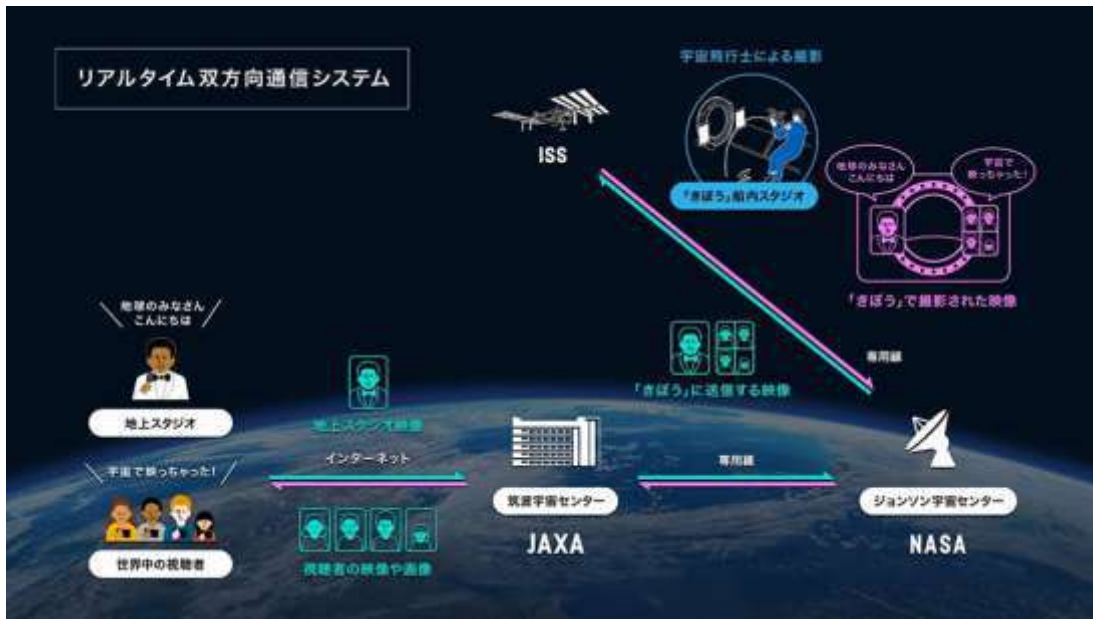 リアルタイム双方向通信システム
宇宙飛行士による撮影
ISS
「きぼう」船内スタジオ
地球のみなさん
こんにちは
宇宙で
映っちゃった!
「きぼう」で撮影された映像
地球のみなさん
こんにちは
地上スタジオ
地上スタジオ映像
「きぼう」に送信する映像
専用線
宇宙で映っちゃった!
インターネット
専用線
筑波宇宙センター
ジョンソン宇宙センター
JAXA
NASA
世界中の視聴者
視聴者の映像や画像